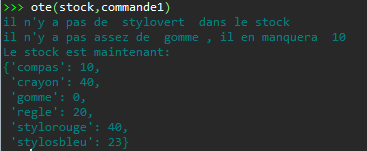 >>> ote(stock,commande1)
il n'y a pas de  stylovert  dans le stock
il n'y a pas assez de  gomme , il en manquera  10
Le stock est maintenant:
{'compas': 10,
 'crayon': 40,
 'gomme': 0,
 'regle': 20,
 'stylorouge': 40,
 'stylosbleu': 23}